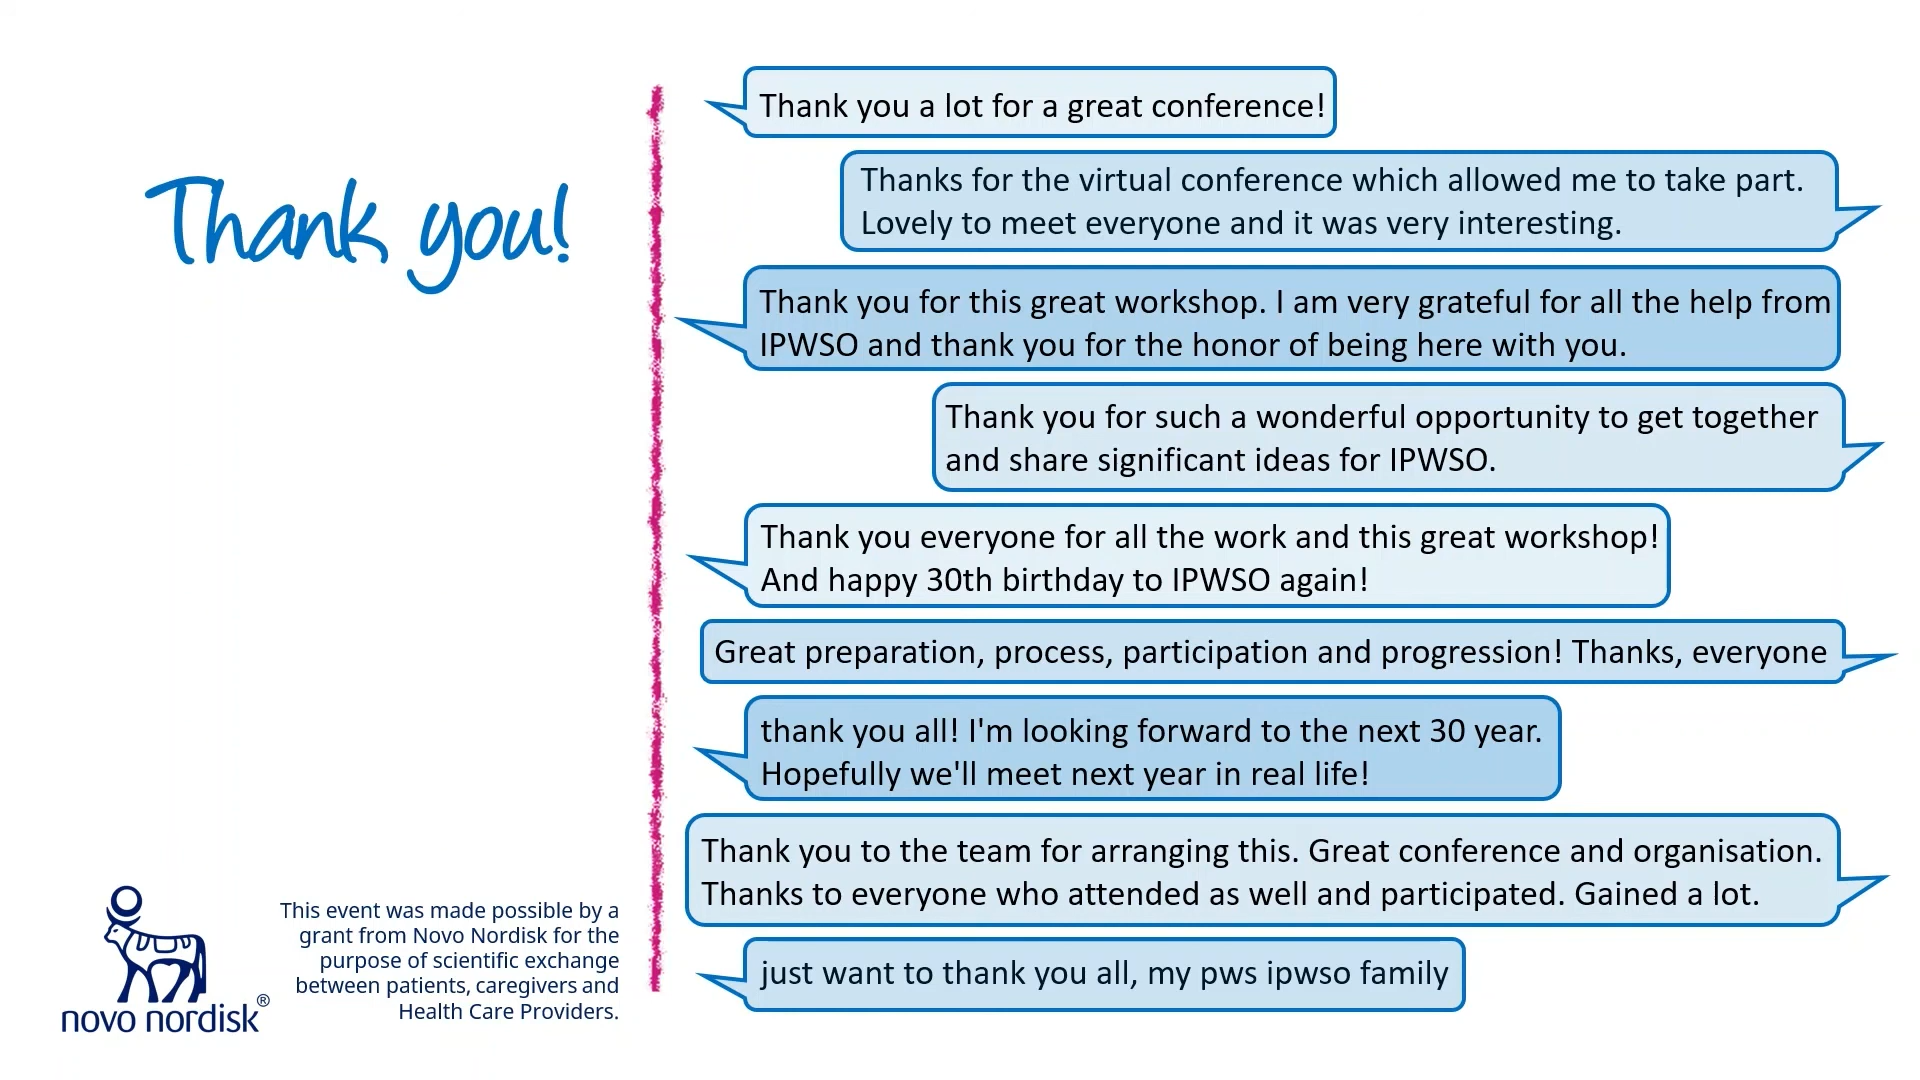 Thank you!
This event was made possible by a
grant from Novo Nordisk for the
purpose of scientific exchange
between patients, caregivers and
Health Care Providers.
novo nordisk®
Thank you a lot for a great conference!
Thanks for the virtual conference which allowed me to take part.
Lovely to meet everyone and it was very interesting.
Thank you for this great workshop. I am very grateful for all the help from
IPWSO and thank you for the honor of being here with you.
Thank you for such a wonderful opportunity to get together
and share significant ideas for IPWSO.
Thank you everyone for all the work and this great workshop!
And happy 30th birthday to IPWSO again!
Great preparation, process, participation and progression! Thanks, everyone
thank you all! I'm looking forward to the next 30 year.
Hopefully we'll meet next year in real life!
Thank you to the team for arranging this. Great conference and organisation.
Thanks to everyone who attended as well and participated. Gained a lot.
just want to thank you all, my pws ipwso family